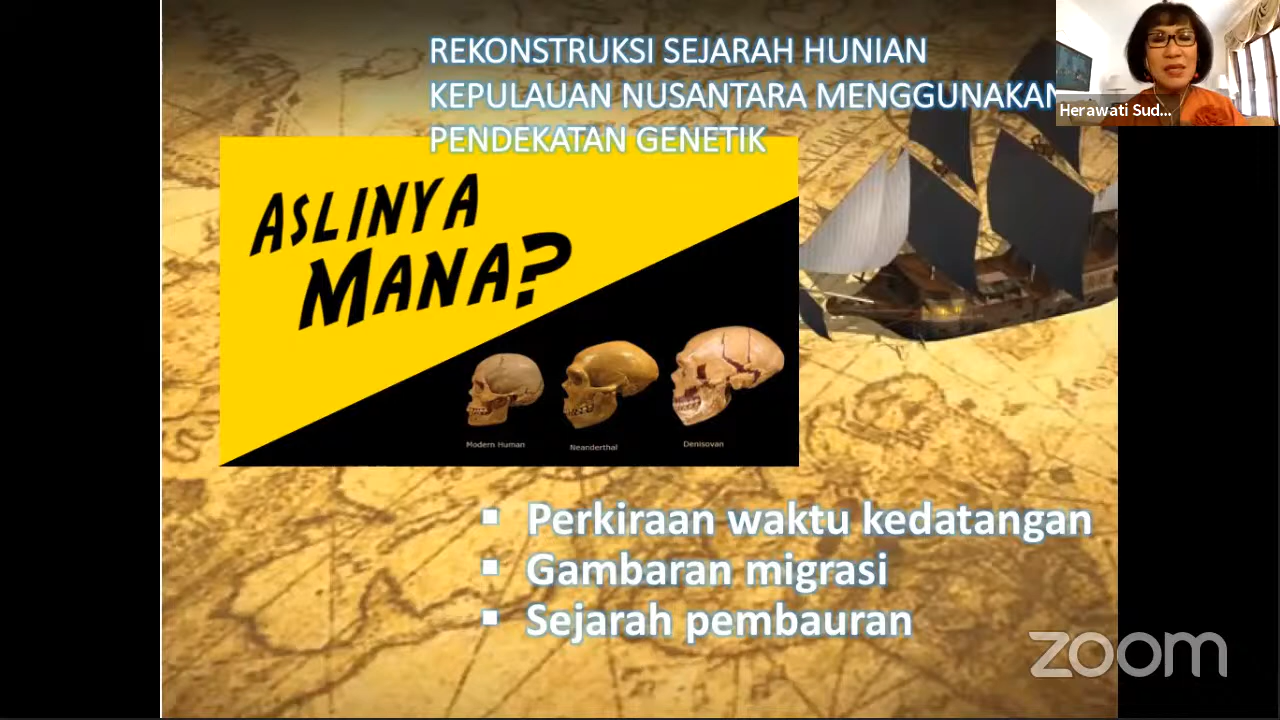 REKONSTRUKSI SEJARAH HUNIAN
KEPULAUAN NUSANTARA MENGGUNAKAN
PENDEKATAN GENETIK
Herawati Sud...
ASLINYA
MANA?
Modern Human
Neanderthal
Denisovan
▪ Perkiraan waktu kedatangan
▪ Gambaran migrasi
▪ Sejarah pembauran
zoom